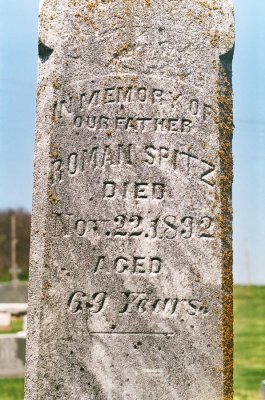 IN MEMORY OF
OUR FATHER
ROMAN SPITZ
DIED
Nov. 22, 1892
AGED
69 Years.